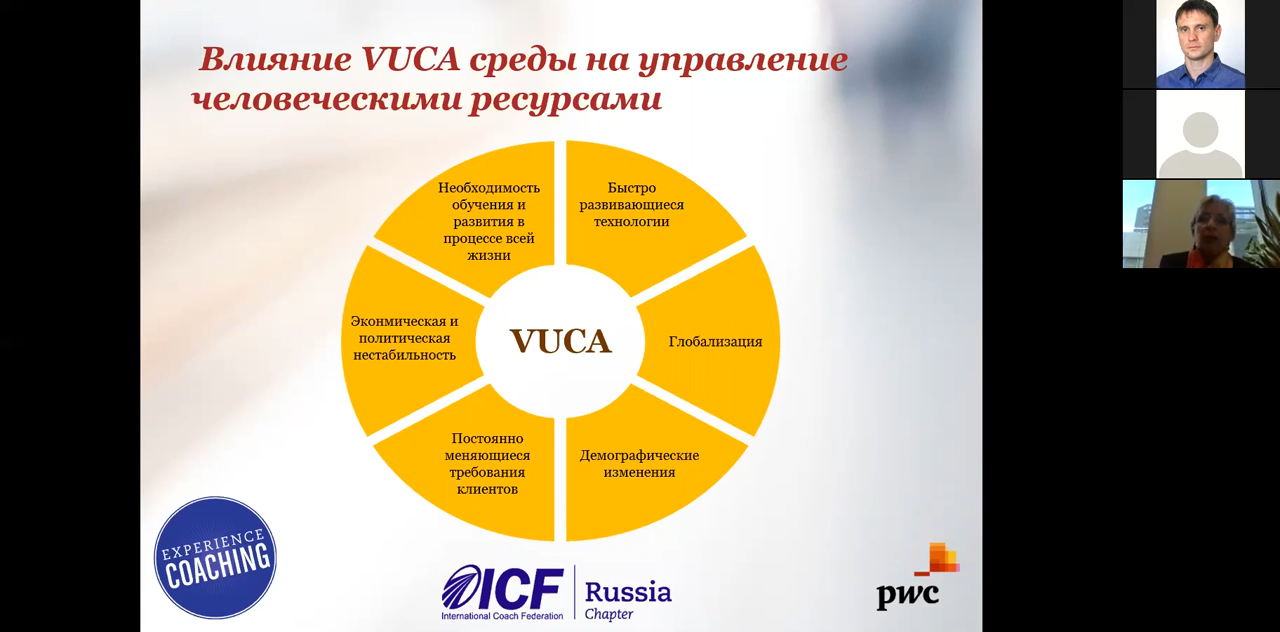 Влияние VUCA среды на управление
человеческими ресурсами
Необходимость
обучения и
развития в
процессе всей
жизни
Быстро
развивающиеся
технологии
Эконмическая и
политическая
нестабильность
VUCA
Глобализация
Постоянно
меняющиеся
требования
клиентов
Демографические
изменения
EXPERIENCE
COACHING
ICF
International Coach Federation
Russia
Chapter
pwc